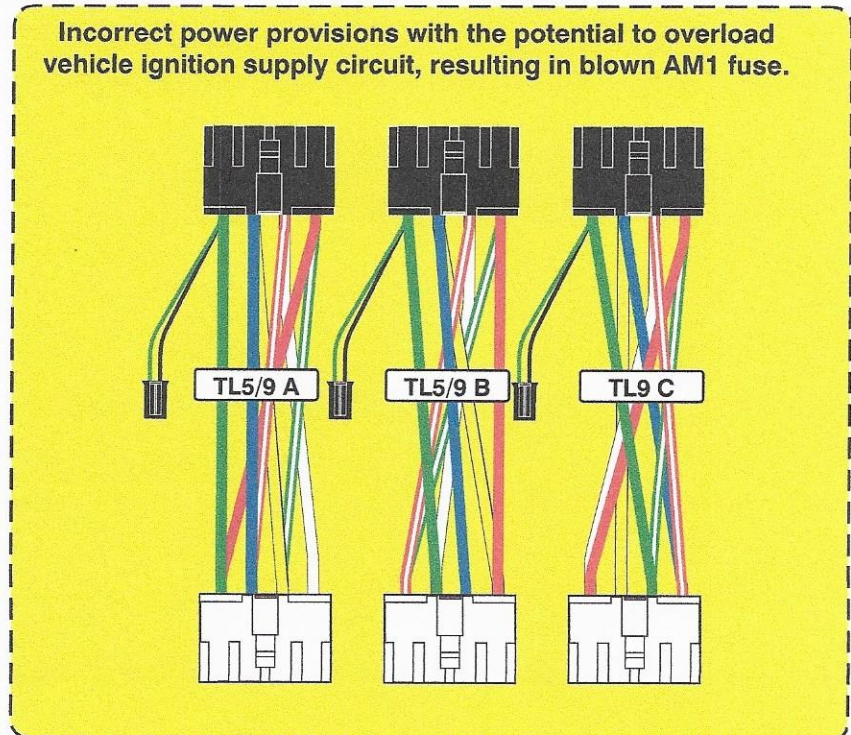 Incorrect power provisions with the potential to overload
vehicle ignition supply circuit, resulting in blown AM1 fuse.
TL5/9 A
TL5/9 B
TL9 C